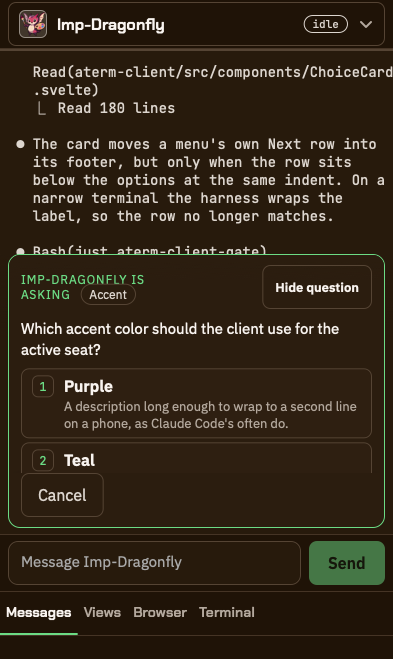 Imp-Dragonfly
idle
Read(aterm-client/src/components/ChoiceCard
.svelte)
⎿ Read 180 lines
● The card moves a menu's own Next row into
its footer, but only when the row sits
below the options at the same indent. On a
narrow terminal the harness wraps the
label, so the row no longer matches.
● Bash(just aterm-client-gate)
IMP-DRAGONFLY IS
ASKING Accent
Hide question
Which accent color should the client use for the
active seat?
1 Purple
A description long enough to wrap to a second line
on a phone, as Claude Code's often do.
2 Teal
Cancel
Message Imp-Dragonfly
Send
Messages Views Browser Terminal